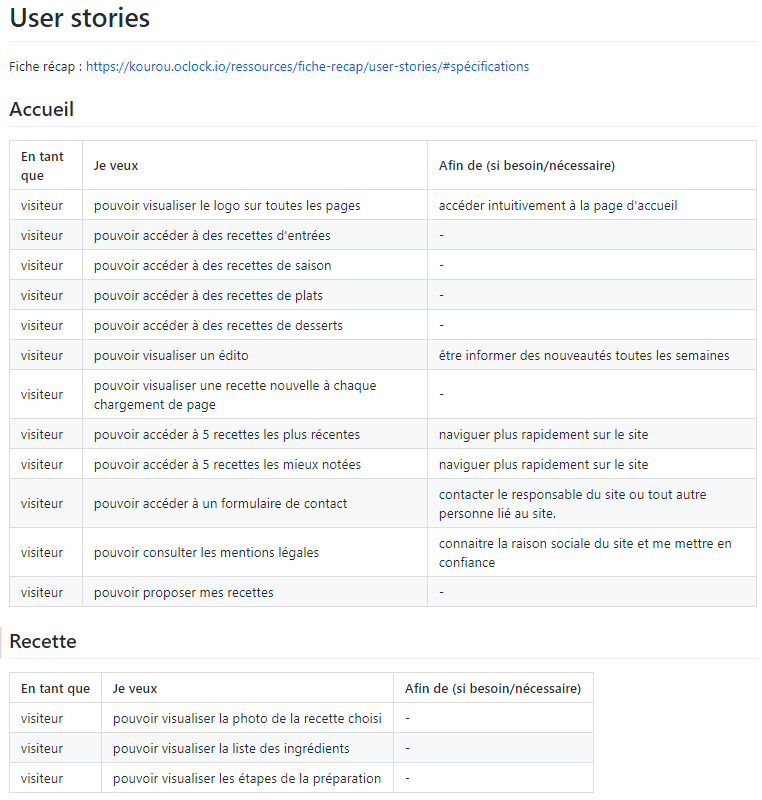 User stories
Fiche récap : https://kourou.oclock.io/ressources/fiche-recap/user-stories/#spécifications
Accueil
En tant que | Je veux | Afin de (si besoin/nécessaire)
visiteur | pouvoir visualiser le logo sur toutes les pages | accéder intuitivement à la page d'accueil
visiteur | pouvoir accéder à des recettes d'entrées | -
visiteur | pouvoir accéder à des recettes de saison | -
visiteur | pouvoir accéder à des recettes de plats | -
visiteur | pouvoir accéder à des recettes de desserts | -
visiteur | pouvoir visualiser un édito | être informer des nouveautés toutes les semaines
visiteur | pouvoir visualiser une recette nouvelle à chaque chargement de page | -
visiteur | pouvoir accéder à 5 recettes les plus récentes | naviguer plus rapidement sur le site
visiteur | pouvoir accéder à 5 recettes les mieux notées | naviguer plus rapidement sur le site
visiteur | pouvoir accéder à un formulaire de contact | contacter le responsable du site ou tout autre personne lié au site.
visiteur | pouvoir consulter les mentions légales | connaitre la raison sociale du site et me mettre en confiance
visiteur | pouvoir proposer mes recettes | -
Recette
En tant que | Je veux | Afin de (si besoin/nécessaire)
visiteur | pouvoir visualiser la photo de la recette choisi | -
visiteur | pouvoir visualiser la liste des ingrédients | -
visiteur | pouvoir visualiser les étapes de la préparation | -